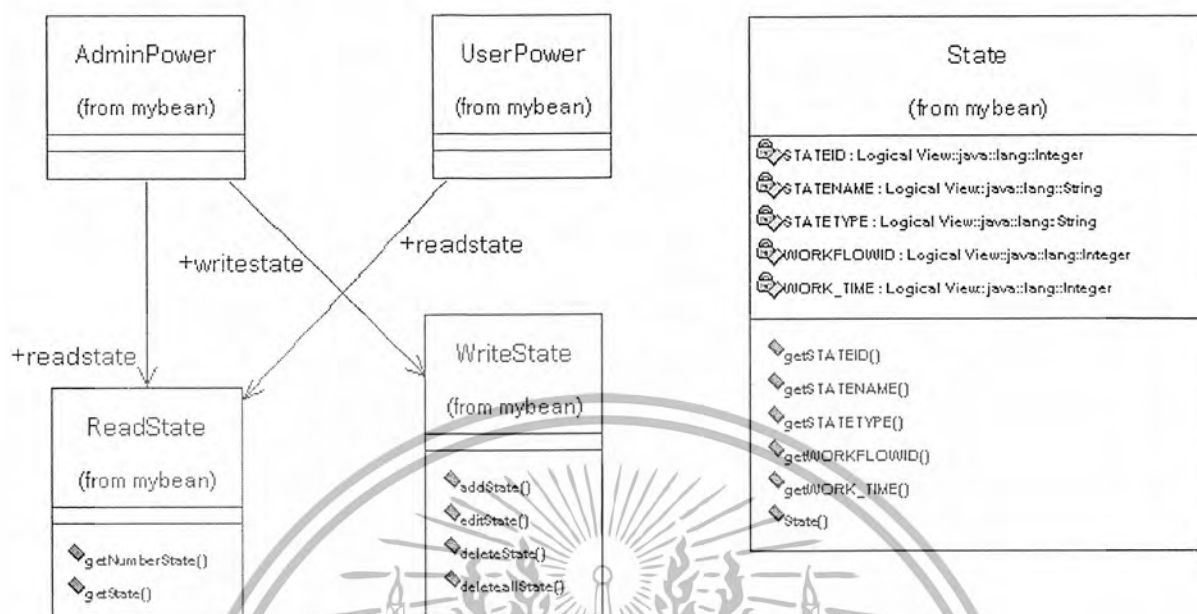 AdminPower
(from mybean)
UserPower
(from mybean)
State
(from mybean)
STATEID : Logical View::java::lang::Integer
STATENAME : Logical View::java::lang::String
STATETYPE : Logical View::java::lang::String
WORKFLOWID : Logical View::java::lang::Integer
WORK_TIME : Logical View::java::lang::Integer
getSTATEID()
getSTATENAME()
getSTATETYPE()
getWORKFLOWID()
getWORK_TIME()
State()
+writestate
+readstate
+readstate
ReadState
(from mybean)
getNumberState()
getState()
WriteState
(from mybean)
addState()
editState()
deleteState()
deleteallState()